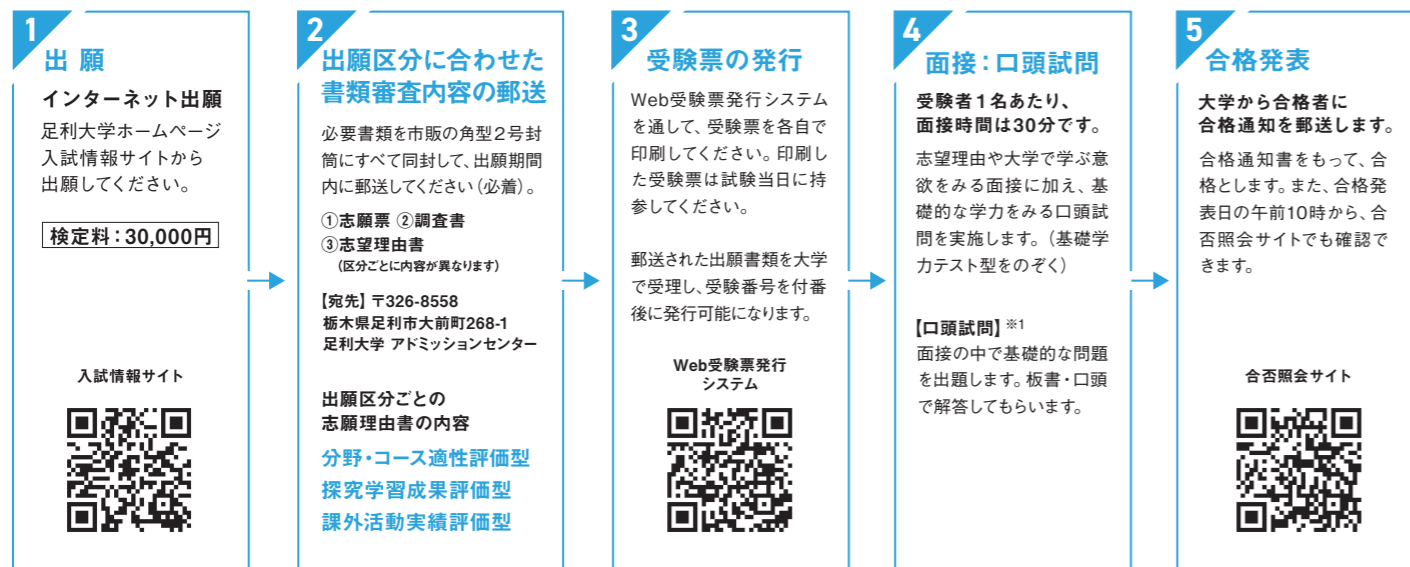 1
出 願
インターネット出願
足利大学ホームページ
入試情報サイトから
出願してください。
検定料：30,000円
入試情報サイト
2
出願区分に合わせた
書類審査内容の郵送
必要書類を市販の角型2号封
筒にすべて同封して、出願期間
内に郵送してください（必着）。
①志願票 ②調査書
③志望理由書
（区分ごとに内容が異なります）
【宛先】〒326-8558
栃木県足利市大前町268-1
足利大学 アドミッションセンター
出願区分ごとの
志願理由書の内容
分野・コース適性評価型
探究学習成果評価型
課外活動実績評価型
3
受験票の発行
Web受験票発行システム
を通して、受験票を各自で
印刷してください。印刷し
た受験票は試験当日に持
参してください。
郵送された出願書類を大学
で受理し、受験番号を付番
後に発行可能になります。
Web受験票発行
システム
4
面接：口頭試問
受験者1名あたり、
面接時間は30分です。
志望理由や大学で学ぶ意
欲をみる面接に加え、基
礎的な学力をみる口頭試
問を実施します。（基礎学
力テスト型をのぞく）
【口頭試問】※1
面接の中で基礎的な問題
を出題します。板書・口頭
で解答してもらいます。
5
合格発表
大学から合格者に
合格通知を郵送します。
合格通知書をもって、合
格とします。また、合格発
表日の午前10時から、合
否照会サイトでも確認で
きます。
合否照会サイト